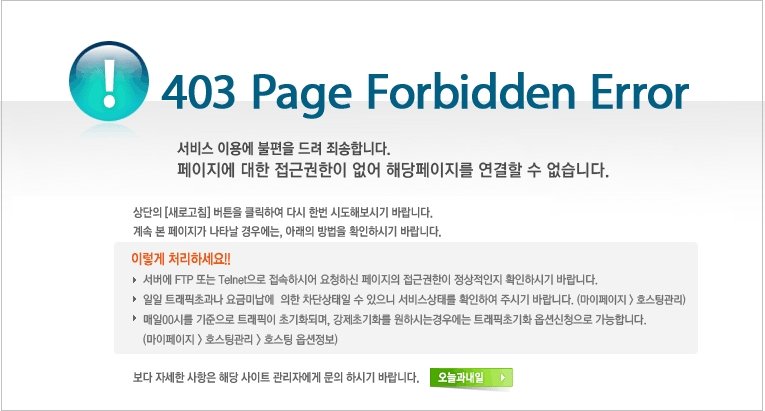 403 Page Forbidden Error
서비스 이용에 불편을 드려 죄송합니다.
페이지에 대한 접근권한이 없어 해당페이지를 연결할 수 없습니다.
상단의 [새로고침] 버튼을 클릭하여 다시 한번 시도해보시기 바랍니다.
계속 본 페이지가 나타날 경우에는, 아래의 방법을 확인하시기 바랍니다.
이렇게 처리하세요!!
서버에 FTP 또는 Telnet으로 접속하시어 요청하신 페이지의 접근권한이 정상적인지 확인하시기 바랍니다.
일일 트래픽초과나 요금미납에 의한 차단상태일 수 있으니 서비스상태를 확인하여 주시기 바랍니다. (마이페이지 > 호스팅관리)
매일00시를 기준으로 트래픽이 초기화되며, 강제초기화를 원하시는경우에는 트래픽초기화 옵션신청으로 가능합니다.
(마이페이지 > 호스팅관리 > 호스팅 옵션정보)
보다 자세한 사항은 해당 사이트 관리자에게 문의 하시기 바랍니다. 오늘과내일